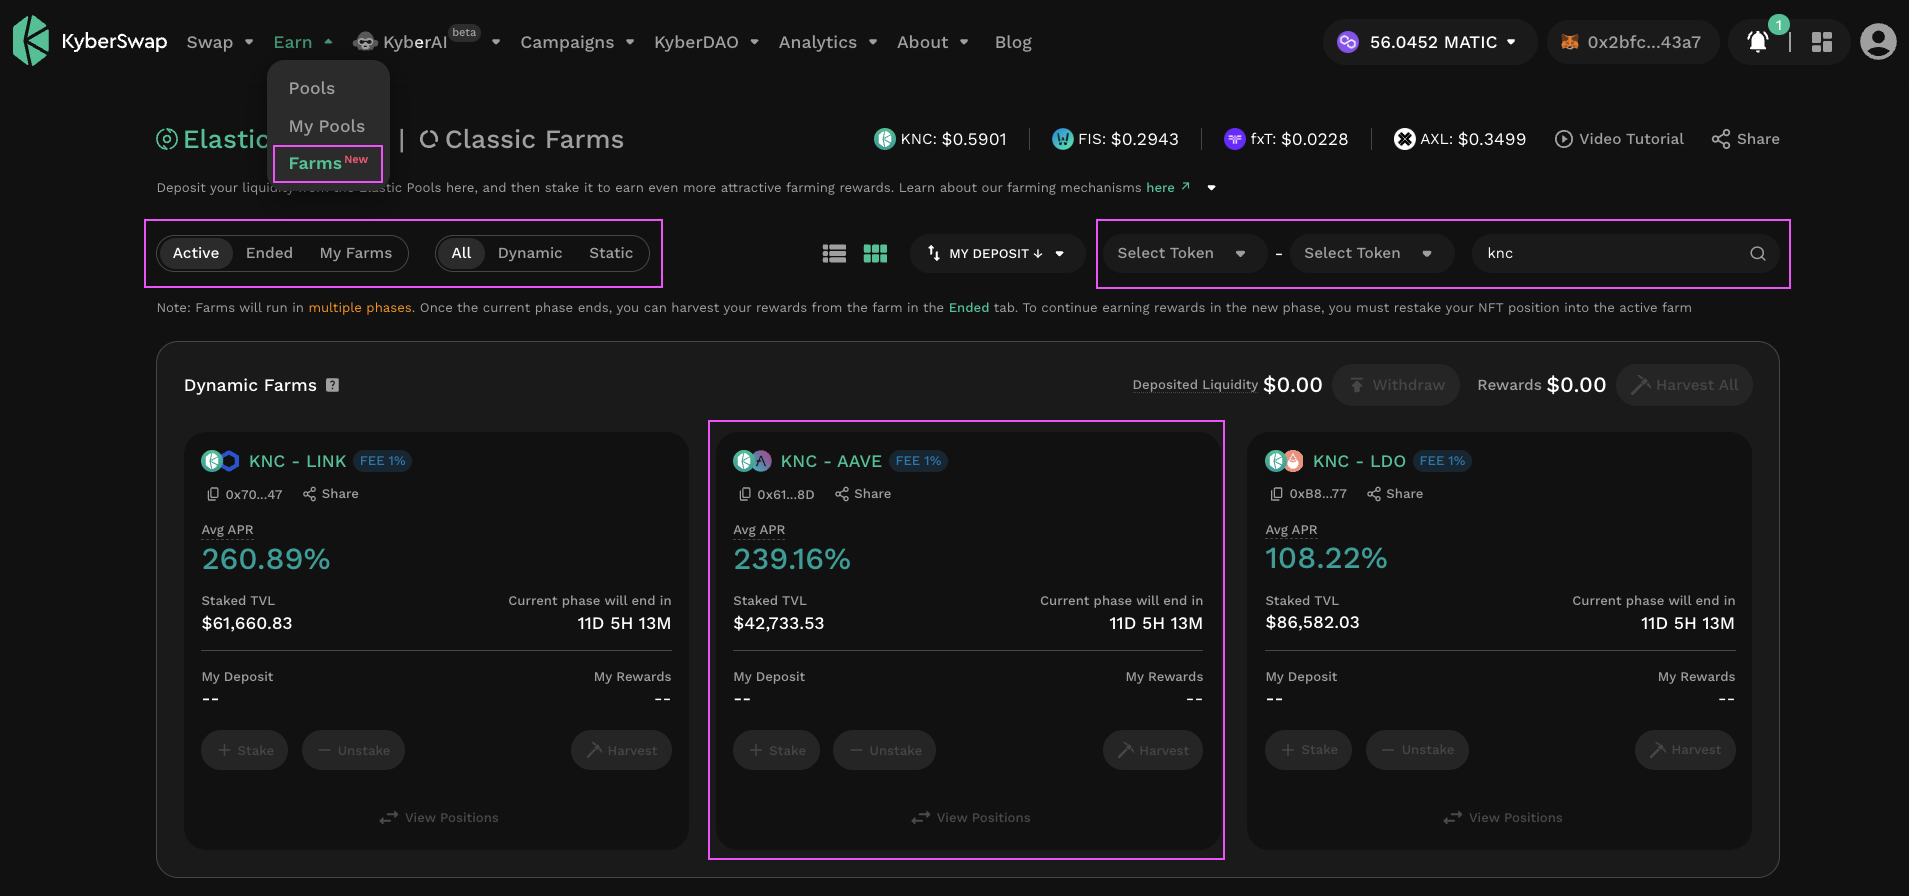 KyberSwap Swap Earn KyberAI beta Campaigns KyberDAO Analytics About Blog 56.0452 MATIC 0x2bfc...43a7 1
Pools
My Pools
Farms New
Elastic | Classic Farms KNC: $0.5901 FIS: $0.2943 fxT: $0.0228 AXL: $0.3499 Video Tutorial Share
Deposit your liquidity Elastic Pools here, and then stake it to earn even more attractive farming rewards. Learn about our farming mechanisms here ↗
Active Ended My Farms All Dynamic Static MY DEPOSIT ↓ Select Token - Select Token knc
Note: Farms will run in multiple phases. Once the current phase ends, you can harvest your rewards from the farm in the Ended tab. To continue earning rewards in the new phase, you must restake your NFT position into the active farm
Dynamic Farms ? Deposited Liquidity $0.00 Withdraw Rewards $0.00 Harvest All
KNC - LINK FEE 1%
0x70...47 Share
Avg APR
260.89%
Staked TVL Current phase will end in
$61,660.83 11D 5H 13M
My Deposit My Rewards
-- --
+ Stake − Unstake Harvest
View Positions
KNC - AAVE FEE 1%
0x61...8D Share
Avg APR
239.16%
Staked TVL Current phase will end in
$42,733.53 11D 5H 13M
My Deposit My Rewards
-- --
+ Stake − Unstake Harvest
View Positions
KNC - LDO FEE 1%
0xB8...77 Share
Avg APR
108.22%
Staked TVL Current phase will end in
$86,582.03 11D 5H 13M
My Deposit My Rewards
-- --
+ Stake − Unstake Harvest
View Positions